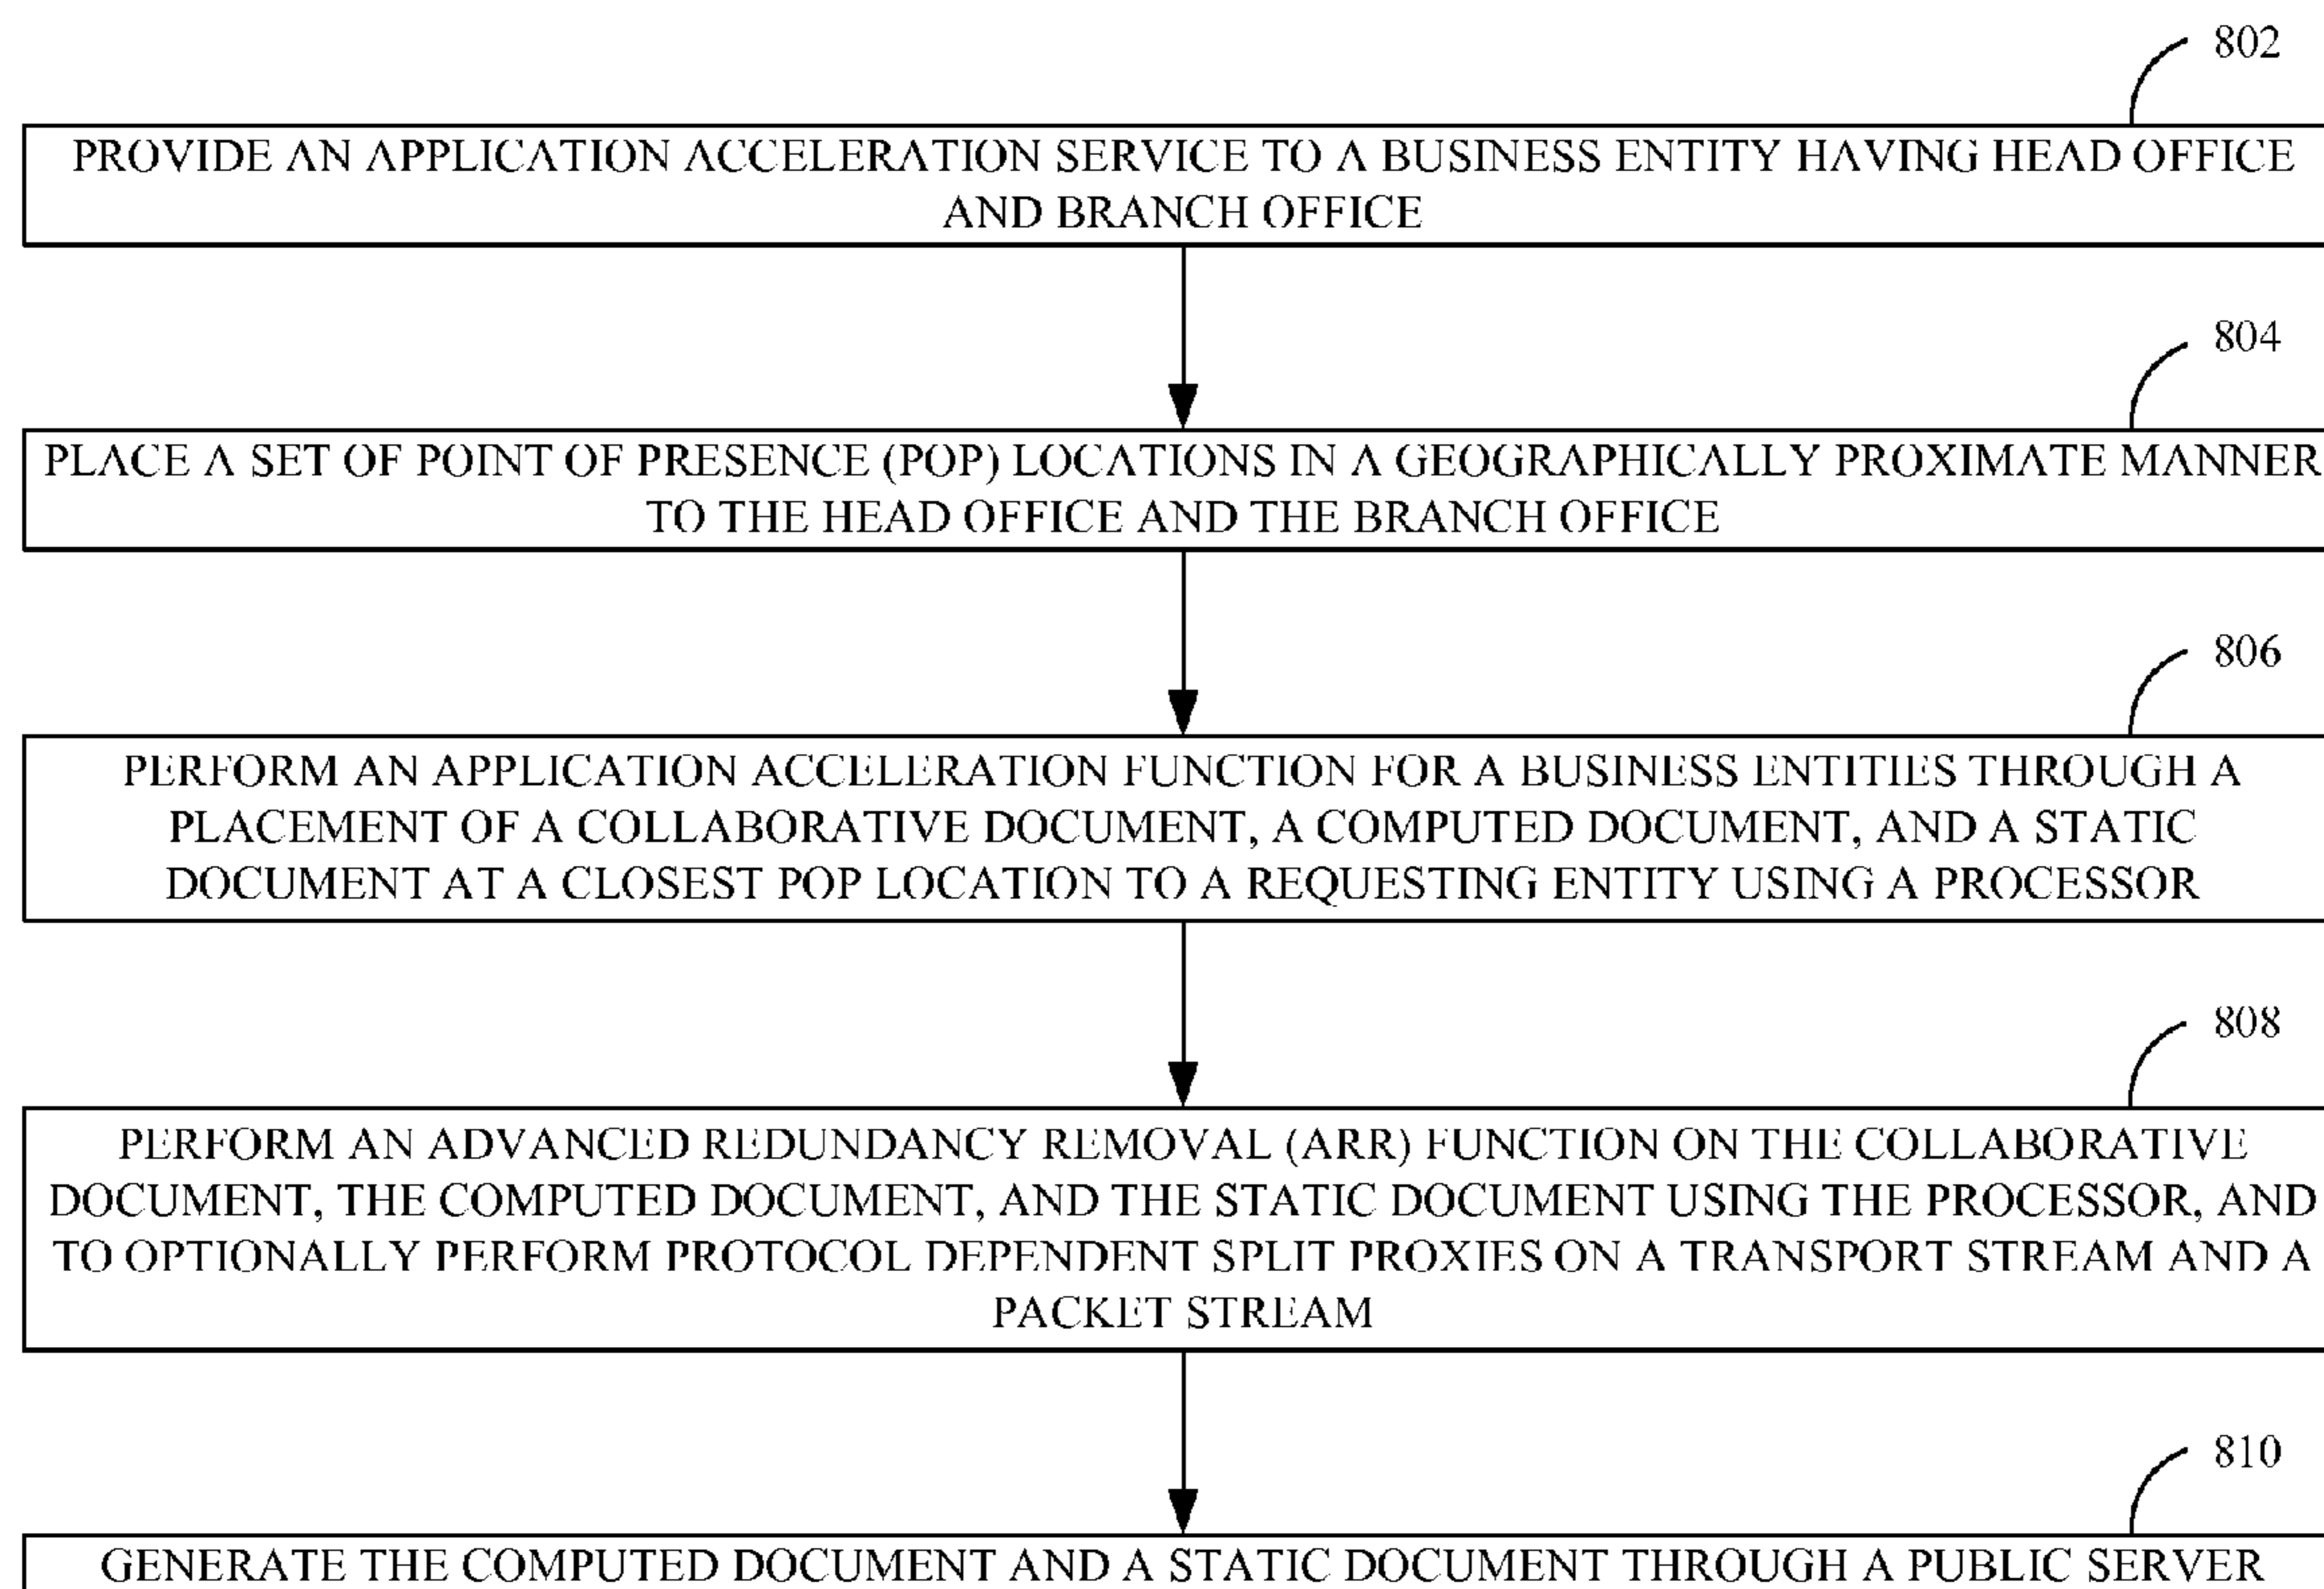 802
PROVIDE AN APPLICATION ACCELERATION SERVICE TO A BUSINESS ENTITY HAVING HEAD OFFICE
AND BRANCH OFFICE
804
PLACE A SET OF POINT OF PRESENCE (POP) LOCATIONS IN A GEOGRAPHICALLY PROXIMATE MANNER
TO THE HEAD OFFICE AND THE BRANCH OFFICE
806
PERFORM AN APPLICATION ACCELERATION FUNCTION FOR A BUSINESS ENTITIES THROUGH A
PLACEMENT OF A COLLABORATIVE DOCUMENT, A COMPUTED DOCUMENT, AND A STATIC
DOCUMENT AT A CLOSEST POP LOCATION TO A REQUESTING ENTITY USING A PROCESSOR
808
PERFORM AN ADVANCED REDUNDANCY REMOVAL (ARR) FUNCTION ON THE COLLABORATIVE
DOCUMENT, THE COMPUTED DOCUMENT, AND THE STATIC DOCUMENT USING THE PROCESSOR, AND
TO OPTIONALLY PERFORM PROTOCOL DEPENDENT SPLIT PROXIES ON A TRANSPORT STREAM AND A
PACKET STREAM
810
GENERATE THE COMPUTED DOCUMENT AND A STATIC DOCUMENT THROUGH A PUBLIC SERVER